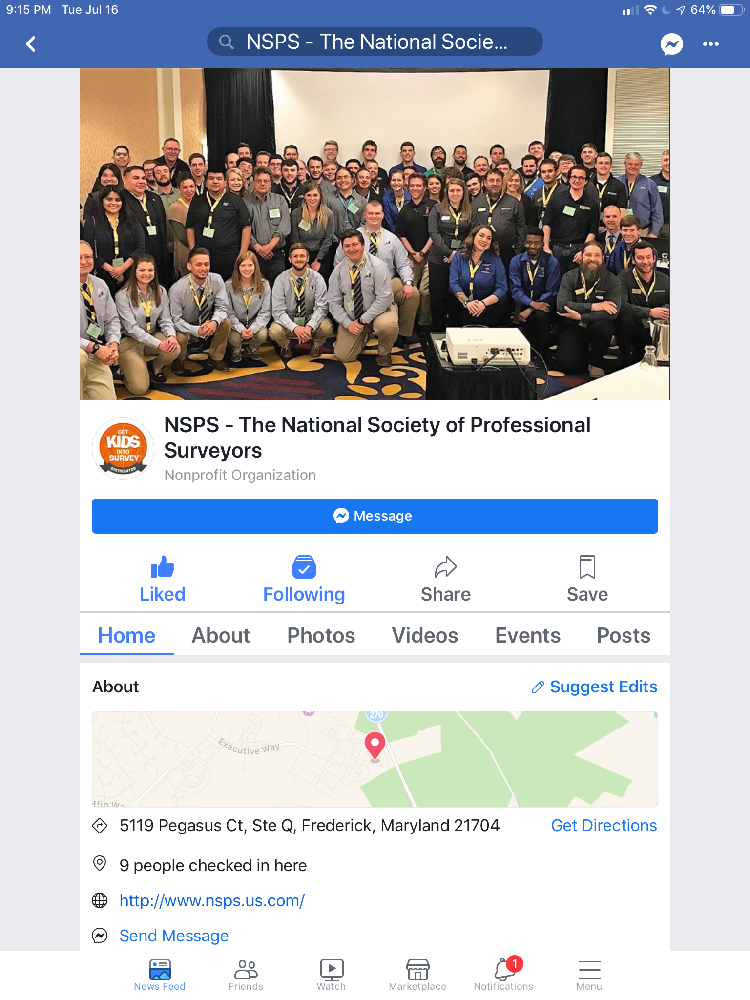 9:15 PM Tue Jul 16
64%
NSPS - The National Socie...
GET
KIDS
INTO
SURVEY
DISTRIBUTOR
NSPS - The National Society of Professional
Surveyors
Nonprofit Organization
Message
Liked Following Share Save
Home About Photos Videos Events Posts
About
Suggest Edits
270
Executive Way
ffin Wa
5119 Pegasus Ct, Ste Q, Frederick, Maryland 21704
Get Directions
9 people checked in here
http://www.nsps.us.com/
Send Message
1
News Feed Friends Watch Marketplace Notifications Menu